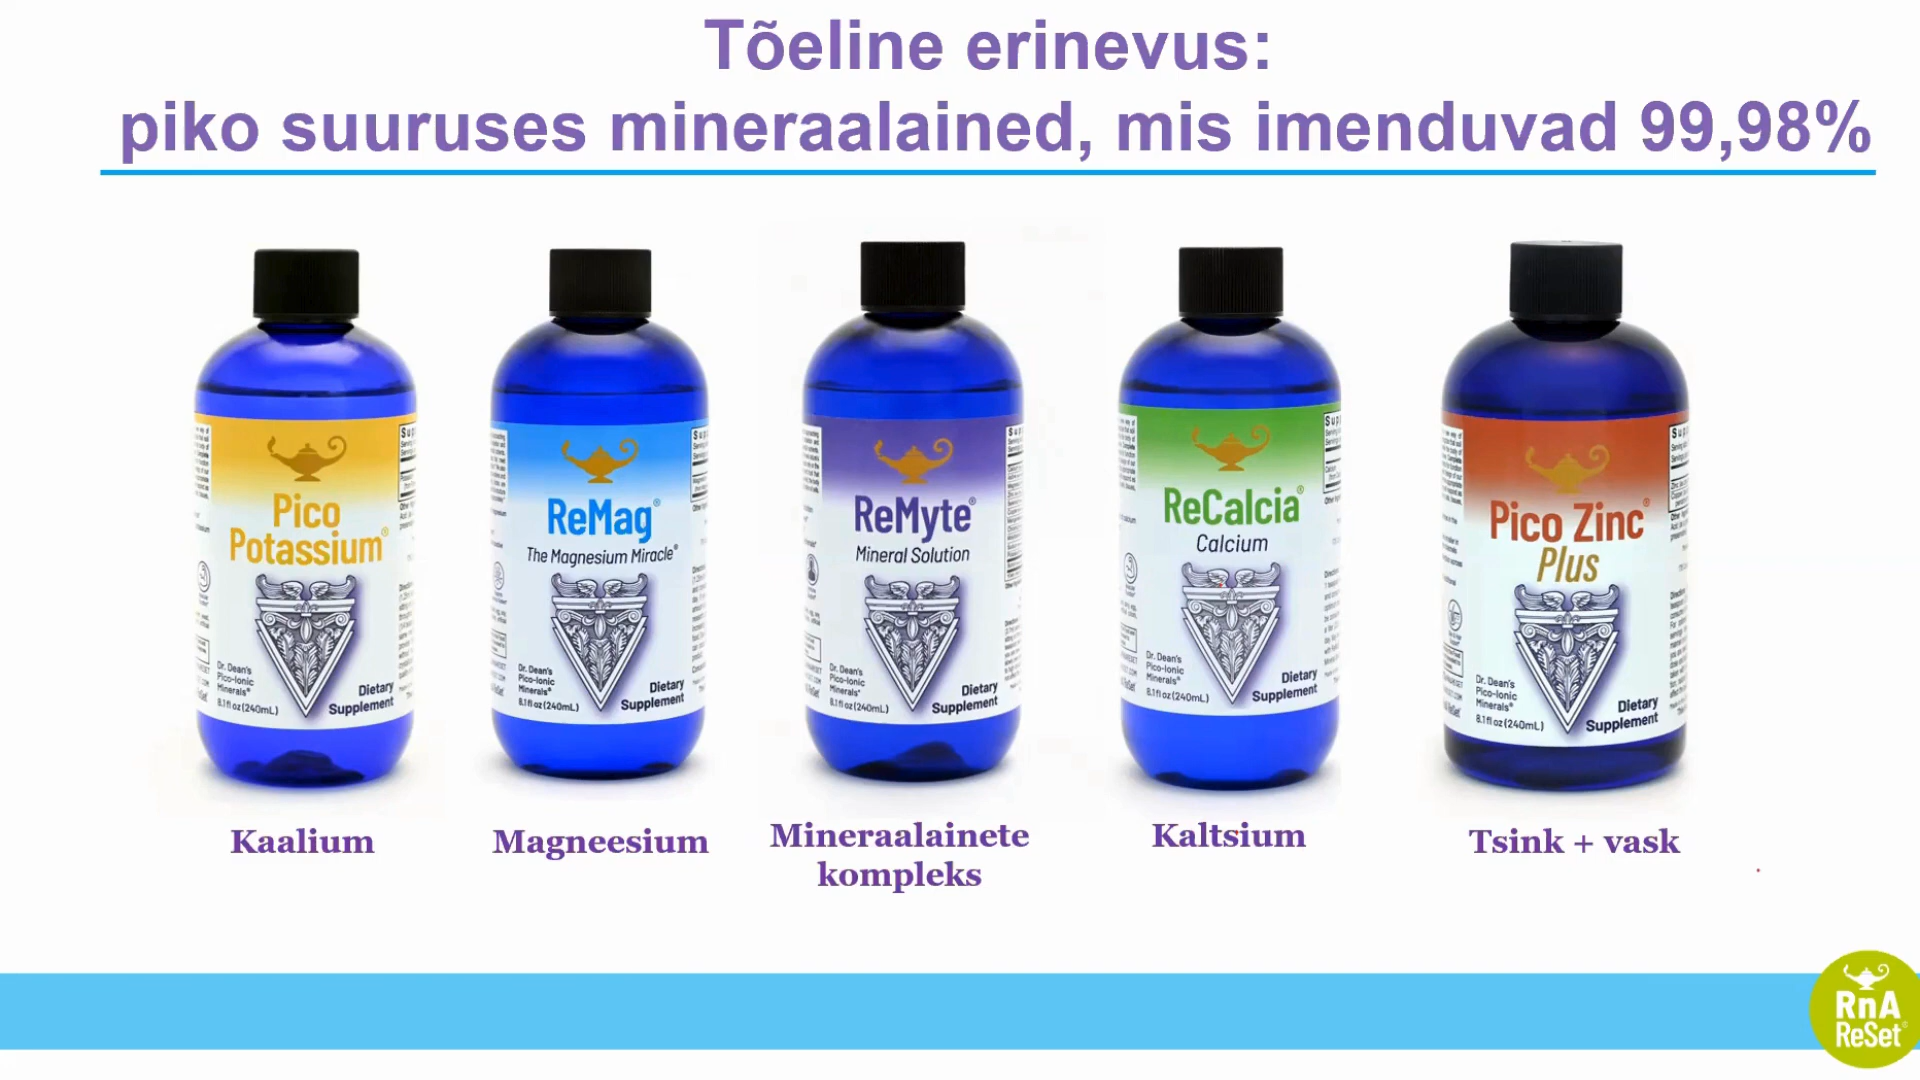 Tõeline erinevus:
piko suuruses mineraalained, mis imenduvad 99,98%
Pico
Potassium®
Dr. Dean's
Pico-Ionic
Minerals®
8.1 fl oz (240mL)
Dietary
Supplement
ReMag®
The Magnesium Miracle®
Dr. Dean's
Pico-Ionic
Minerals®
8.1 fl oz (240mL)
Dietary
Supplement
ReMyte®
Mineral Solution
Dr. Dean's
Pico-Ionic
Minerals®
8.1 fl oz (240mL)
Dietary
Supplement
ReCalcia®
Calcium
Dr. Dean's
Pico-Ionic
Minerals®
8.1 fl oz (240mL)
Dietary
Supplement
Pico Zinc®
Plus
Dr. Dean's
Pico-Ionic
Minerals®
8.1 fl oz (240mL)
Dietary
Supplement
Kaalium
Magneesium
Mineraalainete
kompleks
Kaltsium
Tsink + vask
RnA
ReSet®